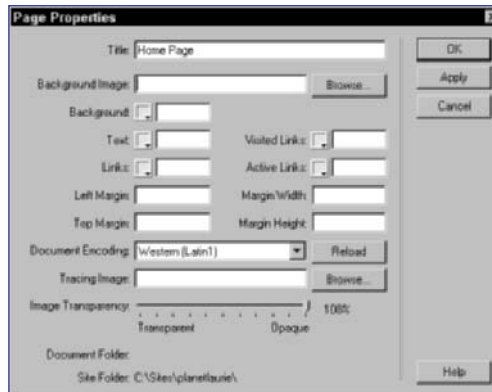 Page Properties
Title: Home Page
OK
Background Image:
Browse...
Apply
Background:
Cancel
Text:
Visited Links:
Links:
Active Links:
Left Margin:
Margin Width:
Top Margin:
Margin Height:
Document Encoding: Western (Latin1)
Reload
Tracing Image:
Browse...
Image Transparency:
100%
Transparent
Opaque
Document Folder:
Site Folder: C:\Sites\planetlaurie\
Help